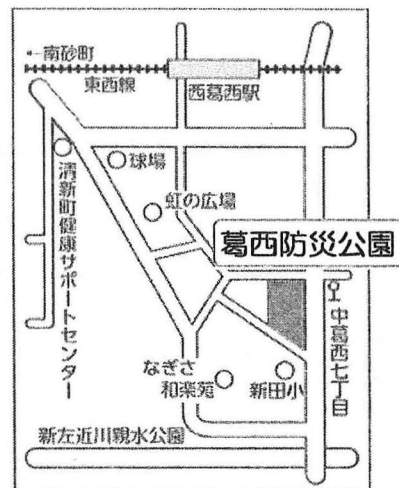 ←南砂町
東西線
西葛西駅
球場
虹の広場
清新町健康サポートセンター
葛西防災公園
中葛西七丁目
なぎさ
和楽苑
新田小
新左近川親水公園